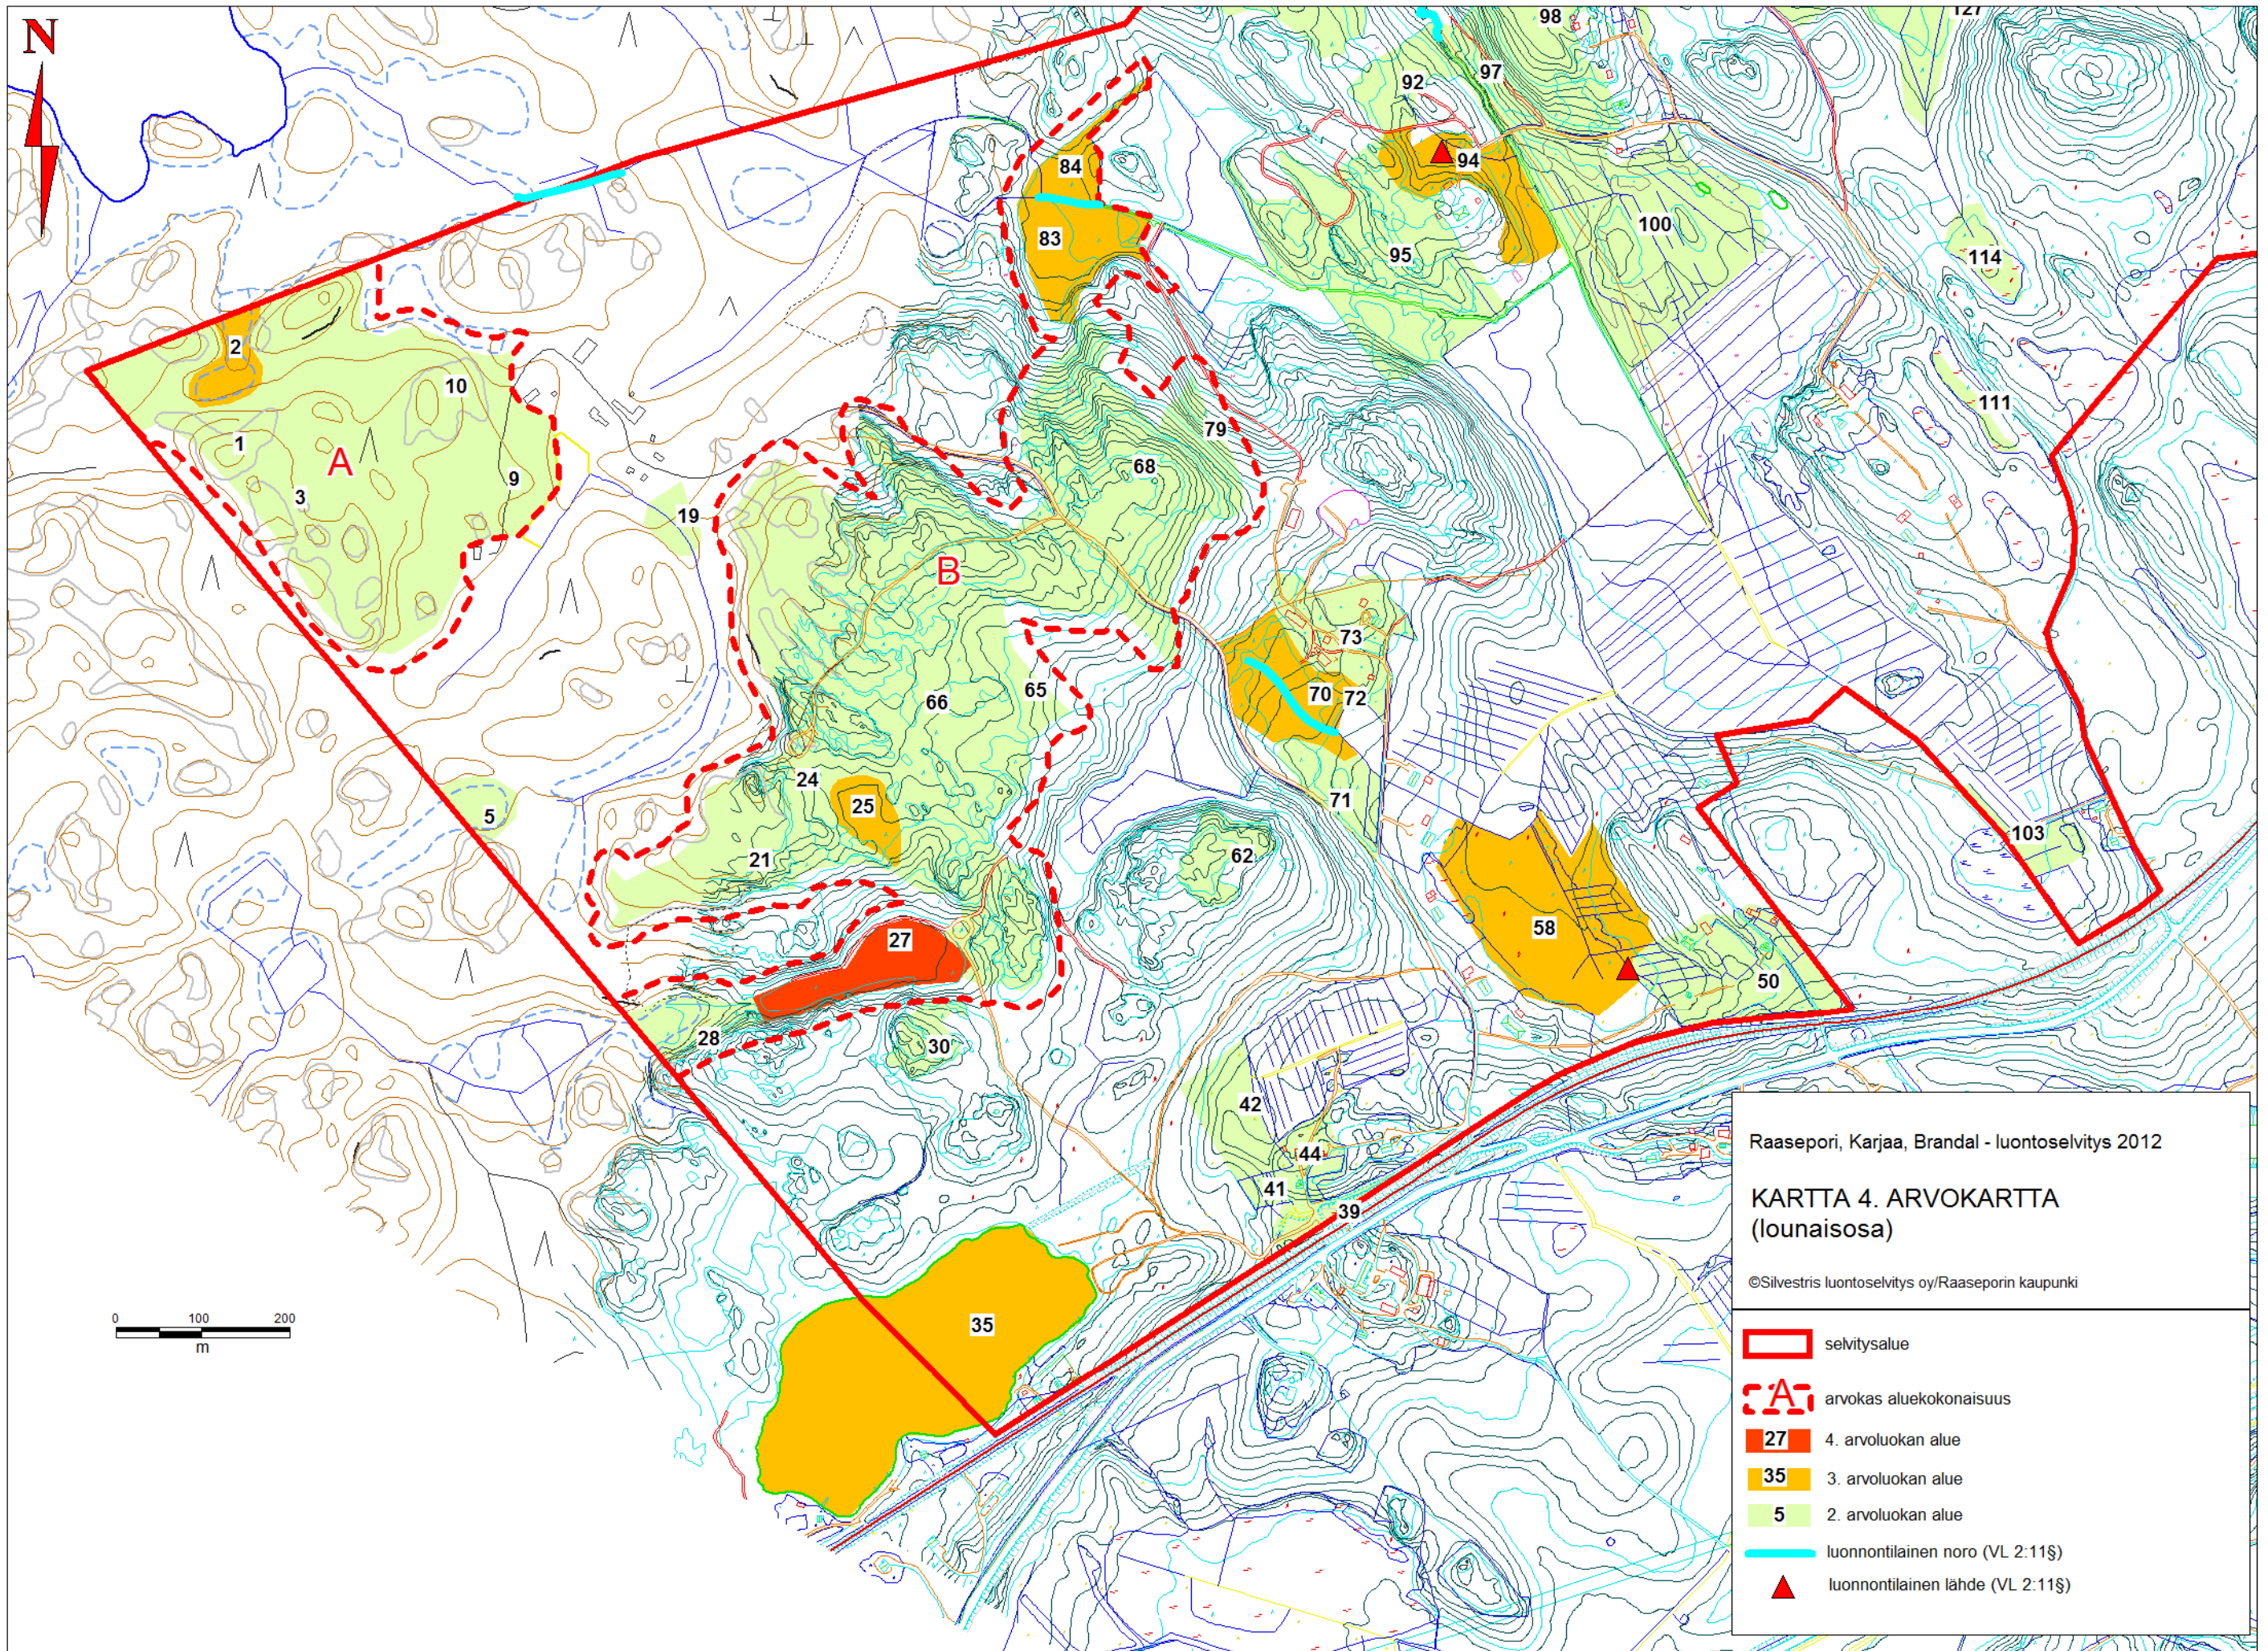 N
98
127
97
92
84
94
83
100
95
114
2
10
111
1
79
A
68
3
9
19
B
73
65
70
72
66
24
25
5
71
103
21
62
27
58
50
28
30
42
44
41
39
35
0 100 200
m
Raasepori, Karjaa, Brandal - luontoselvitys 2012
KARTTA 4. ARVOKARTTA
(lounaisosa)
©Silvestris luontoselvitys oy/Raaseporin kaupunki
selvitysalue
A arvokas aluekokonaisuus
27 4. arvoluokan alue
35 3. arvoluokan alue
5 2. arvoluokan alue
luonnontilainen noro (VL 2:11§)
luonnontilainen lähde (VL 2:11§)